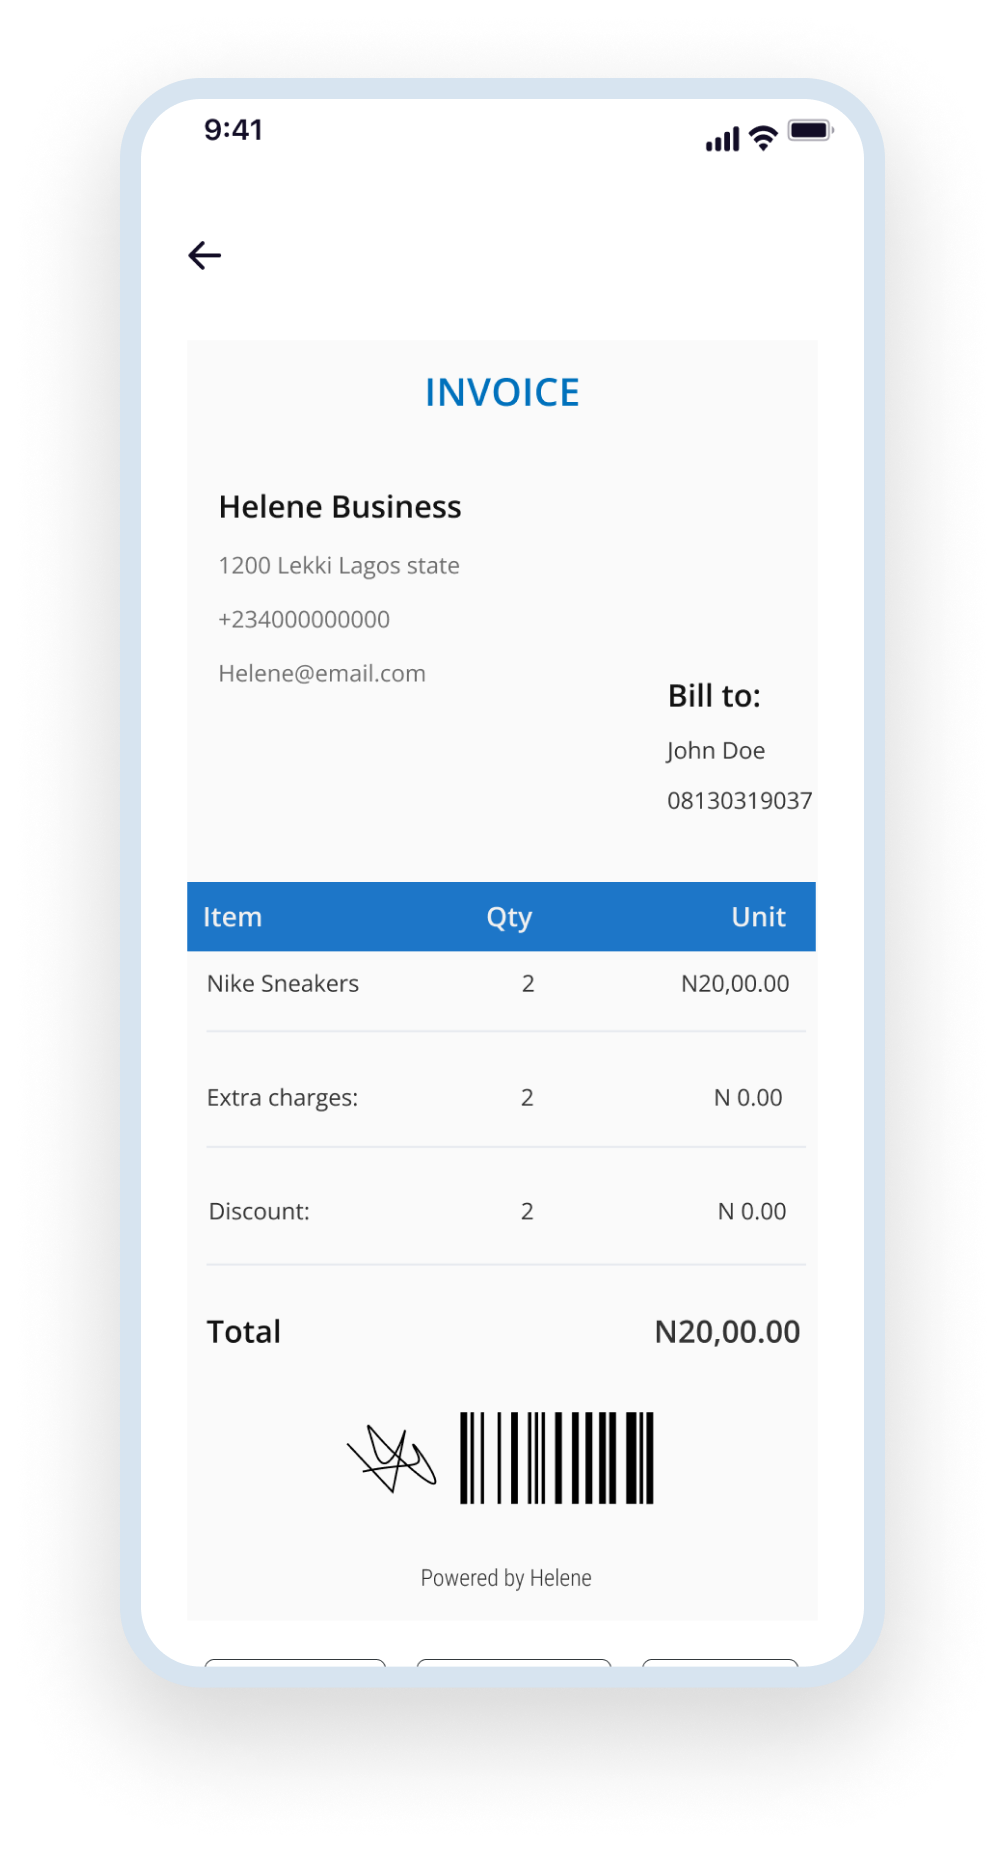 9:41
INVOICE
Helene Business
1200 Lekki Lagos state
+234000000000
Helene@email.com
Bill to:
John Doe
08130319037
Item Qty Unit
Nike Sneakers 2 N20,00.00
Extra charges: 2 N 0.00
Discount: 2 N 0.00
Total N20,00.00
Powered by Helene